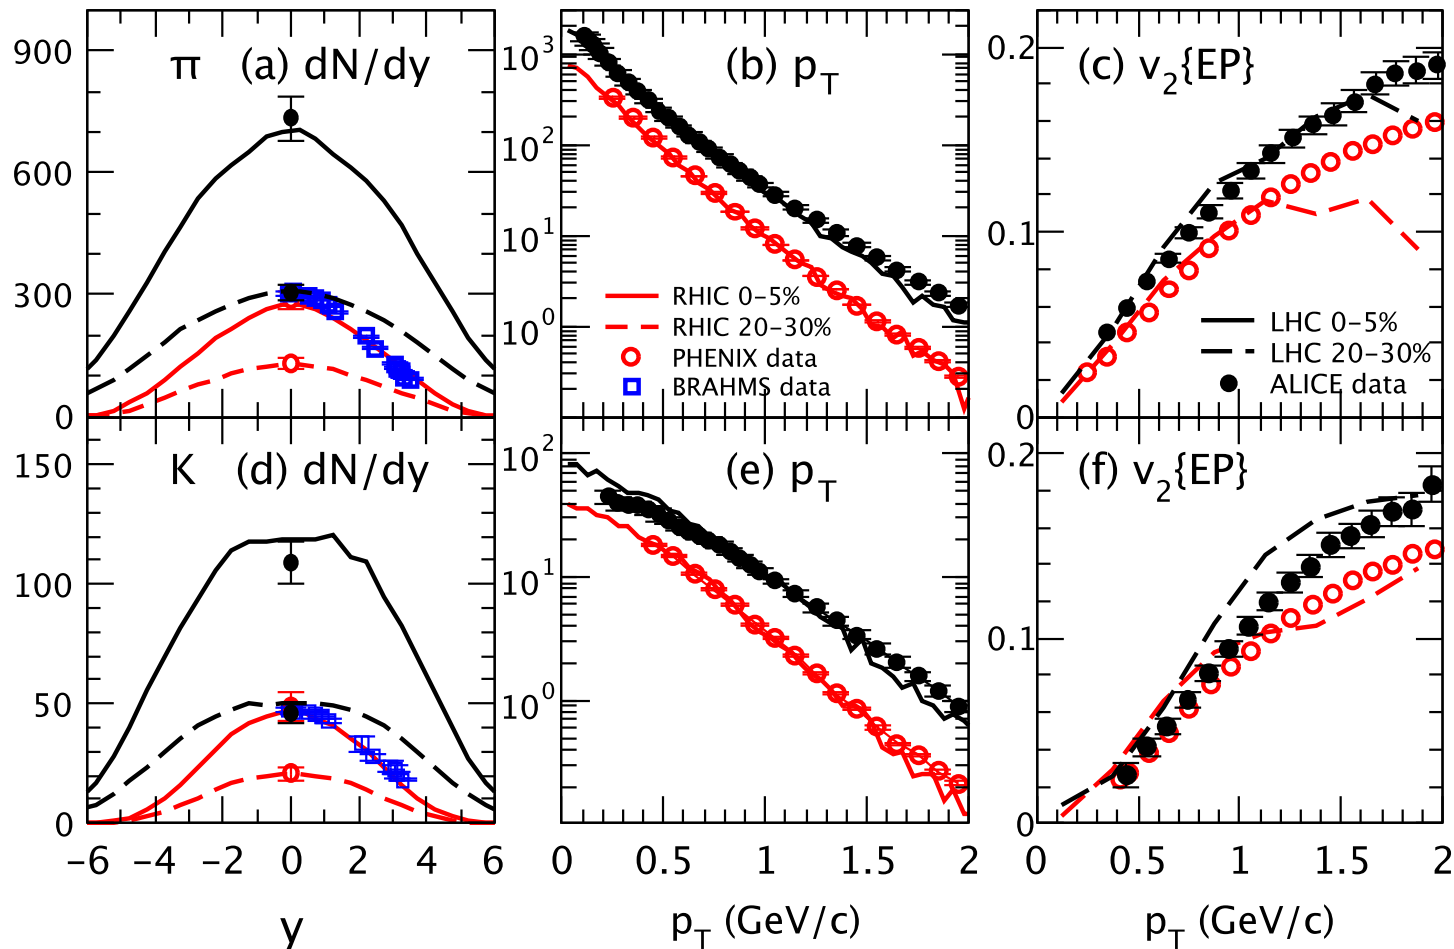 π (a) dN/dy
900
600
300
0
(b) p_T
10^3
10^2
10^1
10^0
RHIC 0-5%
RHIC 20-30%
PHENIX data
BRAHMS data
(c) v_2{EP}
0.2
0.1
0
LHC 0-5%
LHC 20-30%
ALICE data
K (d) dN/dy
150
100
50
0
-6 -4 -2 0 2 4 6
y
(e) p_T
10^2
10^1
10^0
0 0.5 1 1.5 2
p_T (GeV/c)
(f) v_2{EP}
0.2
0.1
0
0 0.5 1 1.5 2
p_T (GeV/c)